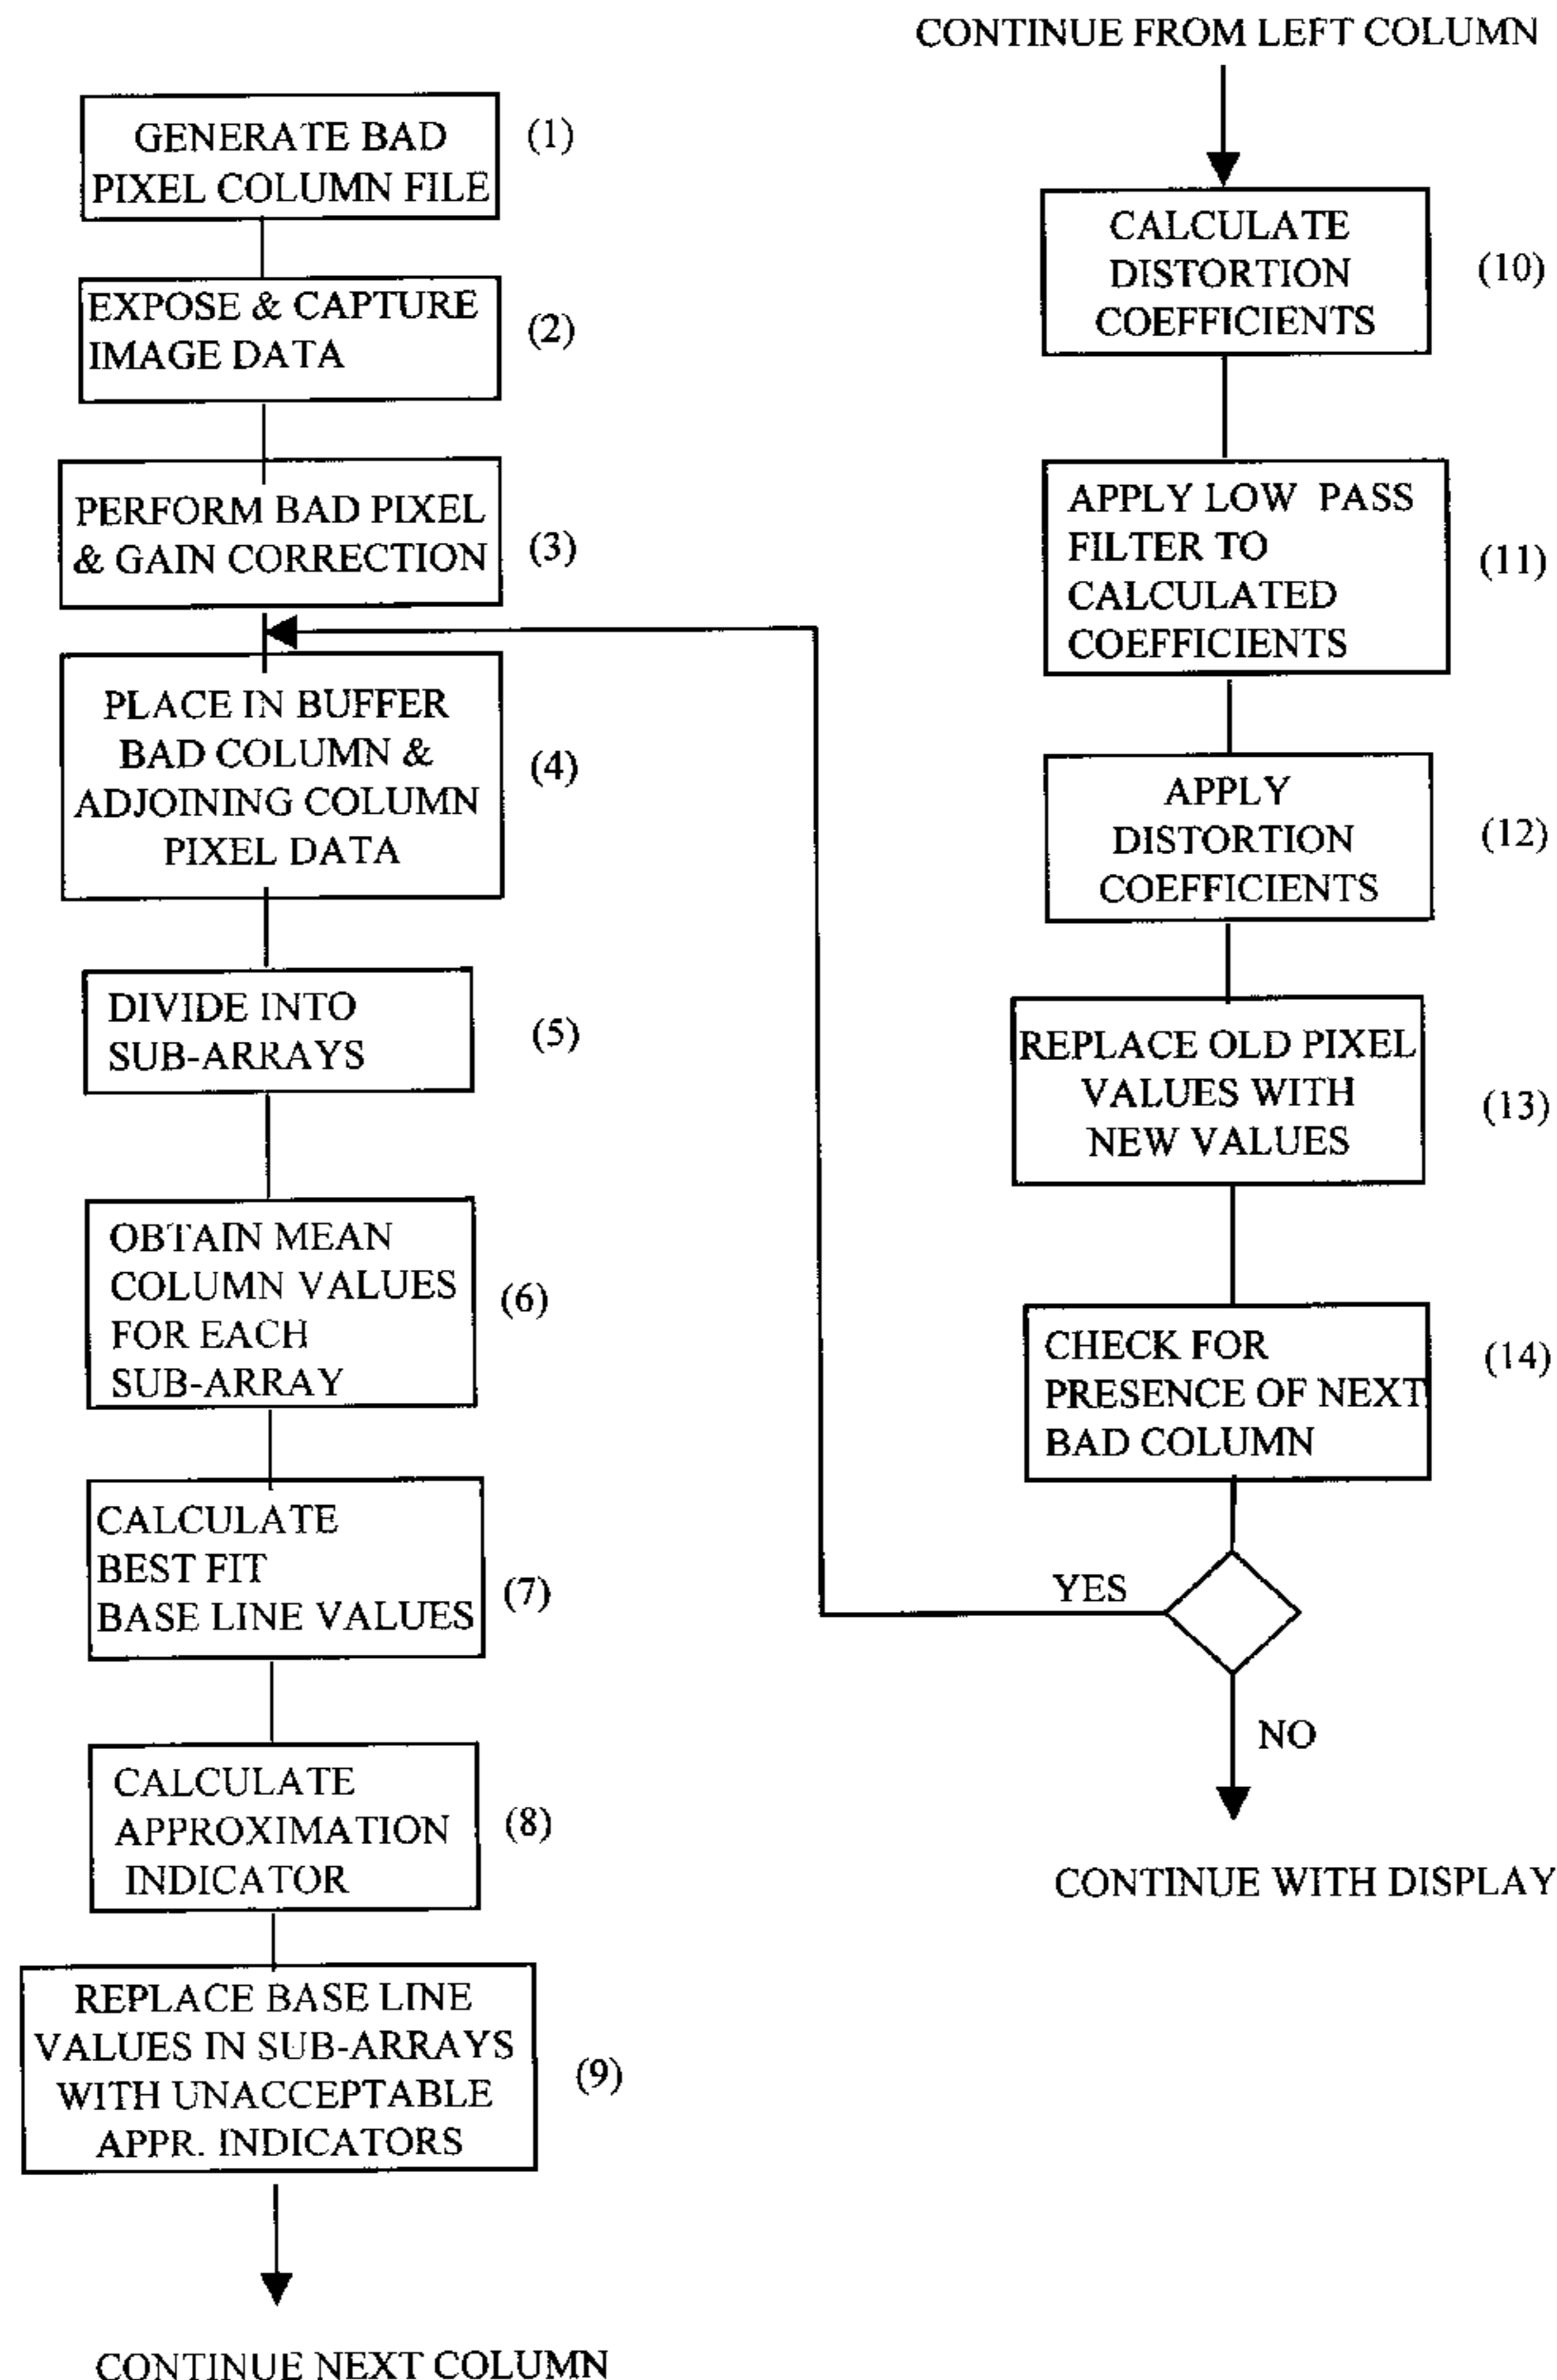 GENERATE BAD
PIXEL COLUMN FILE
(1)
EXPOSE & CAPTURE
IMAGE DATA
(2)
PERFORM BAD PIXEL
& GAIN CORRECTION
(3)
PLACE IN BUFFER
BAD COLUMN &
ADJOINING COLUMN
PIXEL DATA
(4)
DIVIDE INTO
SUB-ARRAYS
(5)
OBTAIN MEAN
COLUMN VALUES
FOR EACH
SUB-ARRAY
(6)
CALCULATE
BEST FIT
BASE LINE VALUES
(7)
CALCULATE
APPROXIMATION
INDICATOR
(8)
REPLACE BASE LINE
VALUES IN SUB-ARRAYS
WITH UNACCEPTABLE
APPR. INDICATORS
(9)
CONTINUE NEXT COLUMN
CONTINUE FROM LEFT COLUMN
CALCULATE
DISTORTION
COEFFICIENTS
(10)
APPLY LOW PASS
FILTER TO
CALCULATED
COEFFICIENTS
(11)
APPLY
DISTORTION
COEFFICIENTS
(12)
REPLACE OLD PIXEL
VALUES WITH
NEW VALUES
(13)
CHECK FOR
PRESENCE OF NEXT
BAD COLUMN
(14)
YES
NO
CONTINUE WITH DISPLAY